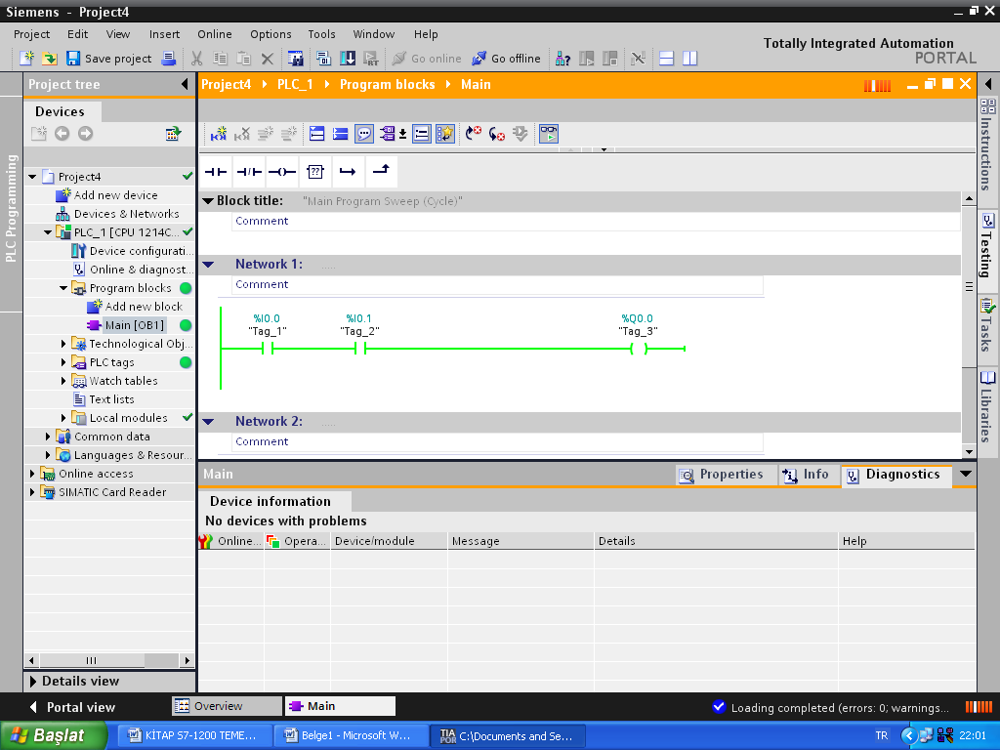 Siemens - Project4
Project Edit View Insert Online Options Tools Window Help
Totally Integrated Automation
PORTAL
Save project
Go online
Go offline
Project tree
Project4 PLC_1 Program blocks Main
Devices
PLC Programming
Project4
Add new device
Devices & Networks
PLC_1 [CPU 1214C...
Device configurati...
Online & diagnost...
Program blocks
Add new block
Main [OB1]
Technological Obj...
PLC tags
Watch tables
Text lists
Local modules
Common data
Languages & Resour...
Online access
SIMATIC Card Reader
Details view
??
Block title: "Main Program Sweep (Cycle)"
Comment
Network 1: .....
Comment
%I0.0 %I0.1 %Q0.0
"Tag_1" "Tag_2" "Tag_3"
Network 2: .....
Comment
Instructions
Testing
Tasks
Libraries
Main
Properties Info Diagnostics
Device information
No devices with problems
Online... Opera... Device/module Message Details Help
Portal view
Overview
Main
Loading completed (errors: 0; warnings...
Başlat
KİTAP S7-1200 TEME...
Belge1 - Microsoft W...
TIA POR C:\Documents and Se...
TR
22:01